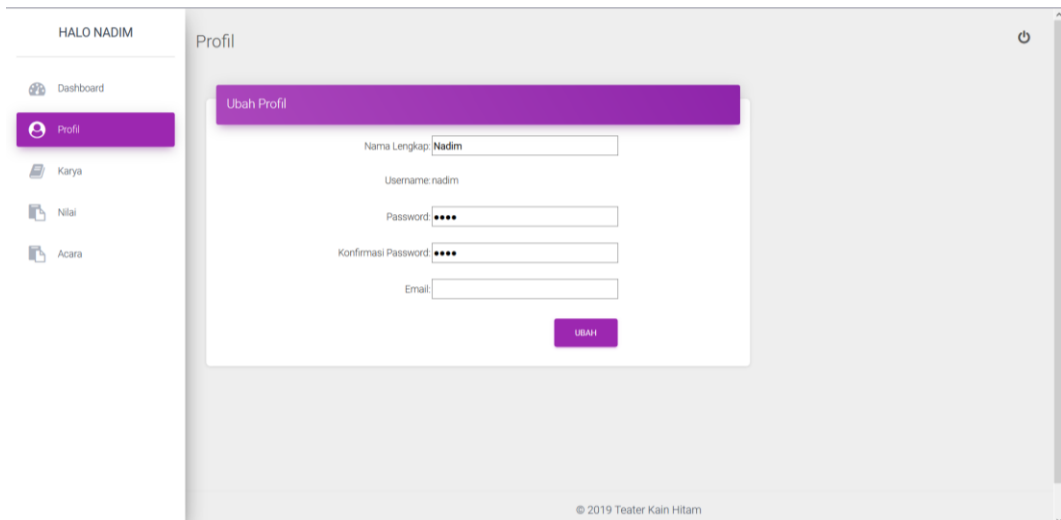 HALO NADIM
Dashboard
Profil
Karya
Nilai
Acara
Profil
Ubah Profil
Nama Lengkap: Nadim
Username: nadim
Password: ••••
Konfirmasi Password: ••••
Email:
UBAH
© 2019 Teater Kain Hitam